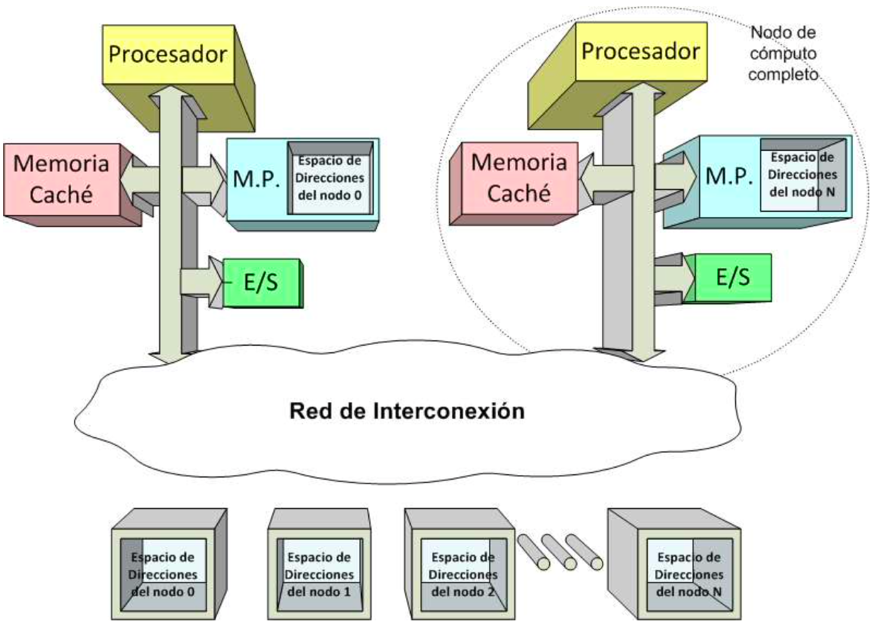 Procesador
Memoria
Caché
M.P.
Espacio de
Direcciones
del nodo 0
E/S
Procesador
Nodo de
cómputo
completo
Memoria
Caché
M.P.
Espacio de
Direcciones
del nodo N
E/S
Red de Interconexión
Espacio de
Direcciones
del nodo 0
Espacio de
Direcciones
del nodo 1
Espacio de
Direcciones
del nodo 2
Espacio de
Direcciones
del nodo N